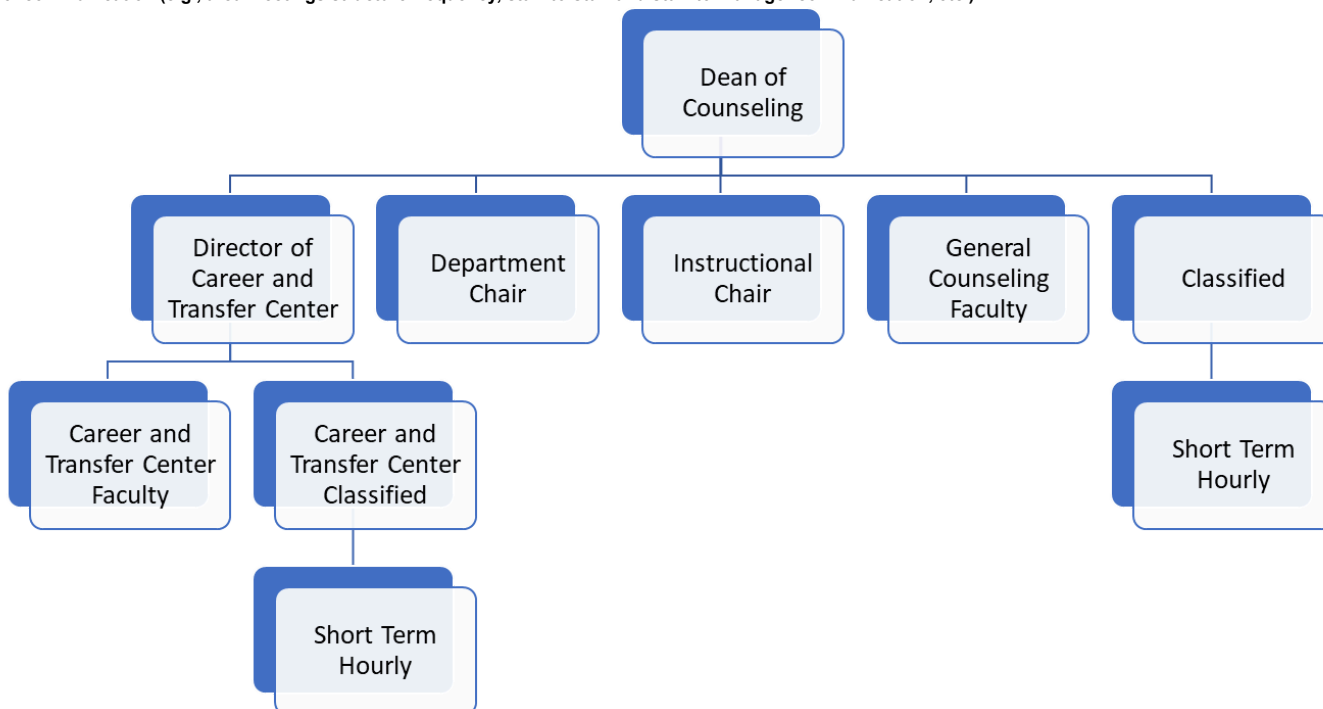 Dean of
Counseling
Director of
Career and
Transfer Center
Department
Chair
Instructional
Chair
General
Counseling
Faculty
Classified
Career and
Transfer Center
Faculty
Career and
Transfer Center
Classified
Short Term
Hourly
Short Term
Hourly